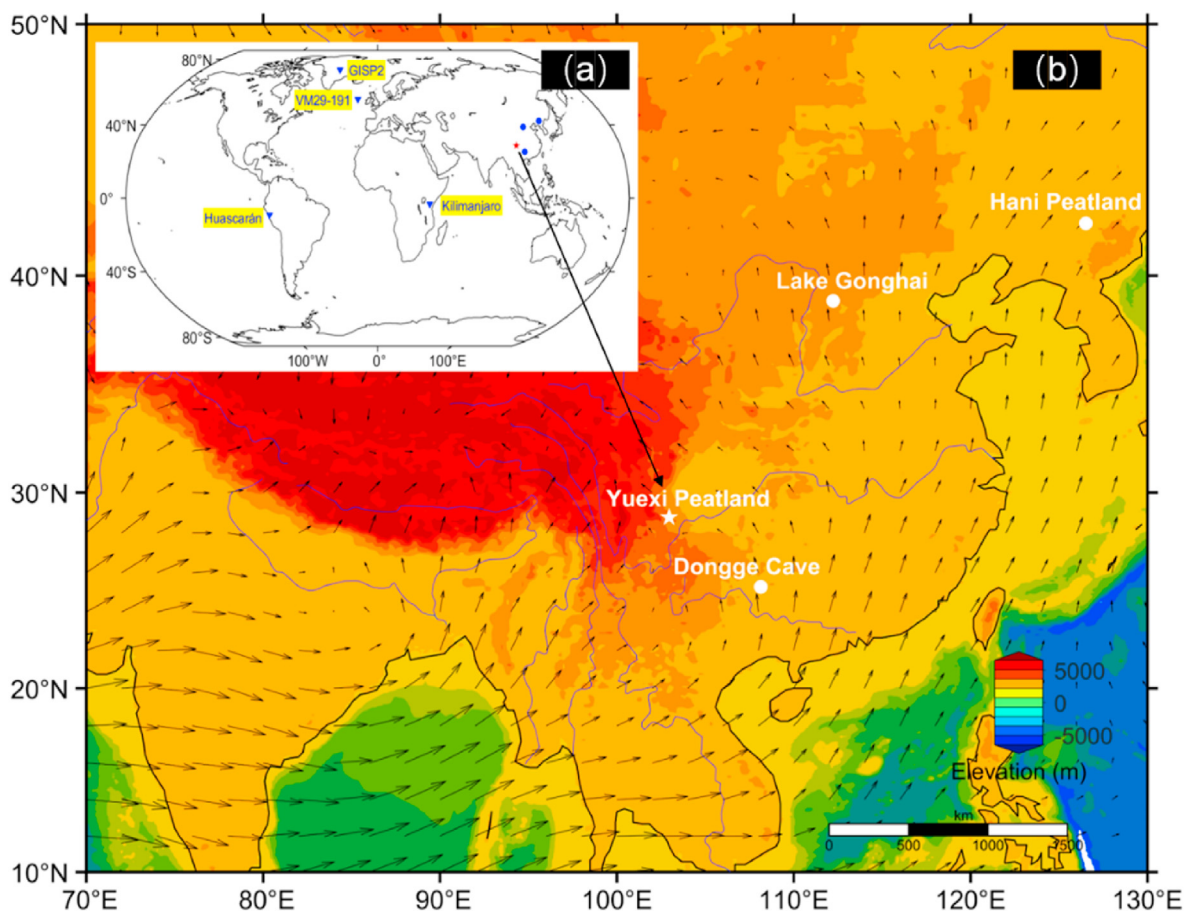 50°N
40°N
30°N
20°N
10°N
(a)
(b)
80°N
40°N
0°
40°S
80°S
100°W
0°
100°E
GISP2
VM29-191
Huascarán
Kilimanjaro
Hani Peatland
Lake Gonghai
Yuexi Peatland
Dongge Cave
5000
0
-5000
Elevation (m)
km
0
500
1000
1500
70°E
80°E
90°E
100°E
110°E
120°E
130°E